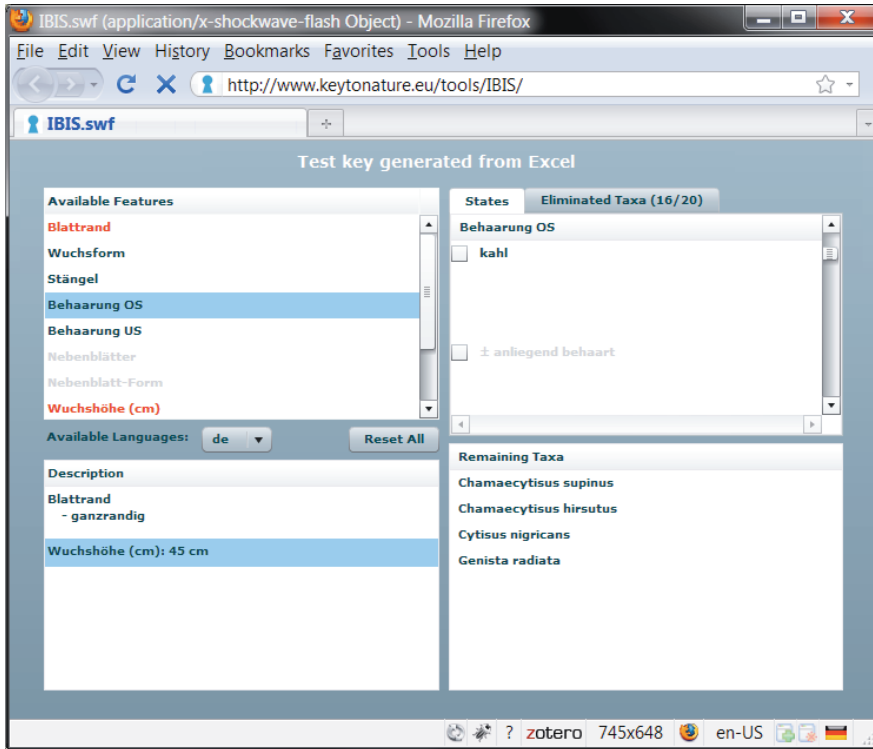 IBIS.swf (application/x-shockwave-flash Object) - Mozilla Firefox
File Edit View History Bookmarks Favorites Tools Help
http://www.keytonature.eu/tools/IBIS/
IBIS.swf
Test key generated from Excel
Available Features
Blattrand
Wuchsform
Stängel
Behaarung OS
Behaarung US
Nebenblätter
Nebenblatt-Form
Wuchshöhe (cm)
Available Languages: de Reset All
Description
Blattrand
- ganzrandig
Wuchshöhe (cm): 45 cm
States Eliminated Taxa (16/20)
Behaarung OS
kahl
± anliegend behaart
Remaining Taxa
Chamaecytisus supinus
Chamaecytisus hirsutus
Cytisus nigricans
Genista radiata
? zotero 745x648 en-US